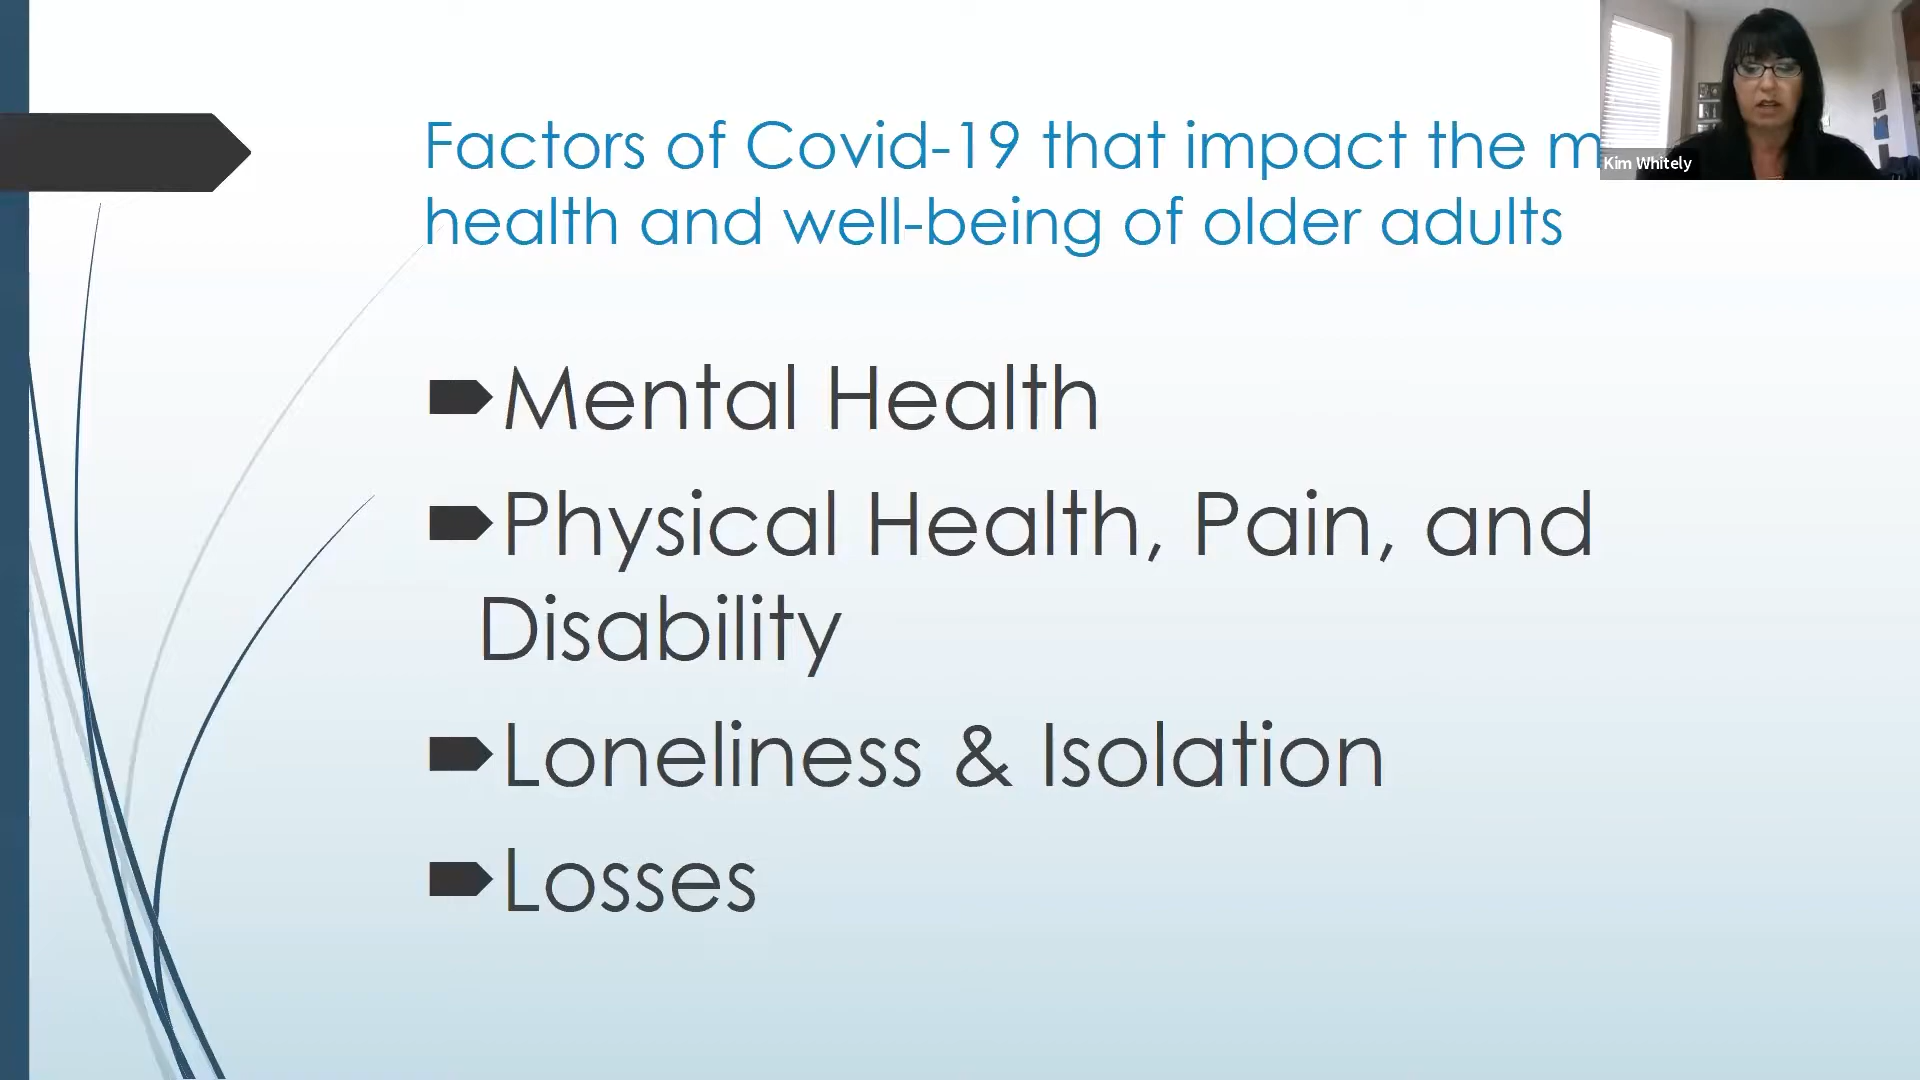 Factors of Covid-19 that impact the
health and well-being of older adults
Kim Whitely
Mental Health
Physical Health, Pain, and
Disability
Loneliness & Isolation
Losses